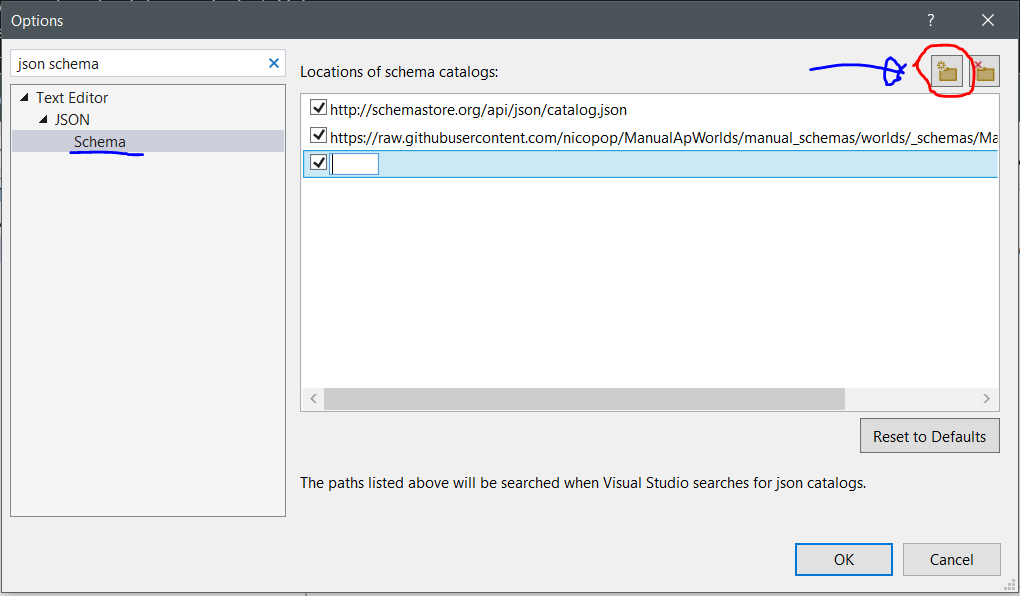 Options
?
json schema
Locations of schema catalogs:
Text Editor
JSON
Schema
http://schemastore.org/api/json/catalog.json
https://raw.githubusercontent.com/nicopop/ManualApWorlds/manual_schemas/worlds/_schemas/Ma
Reset to Defaults
The paths listed above will be searched when Visual Studio searches for json catalogs.
OK
Cancel